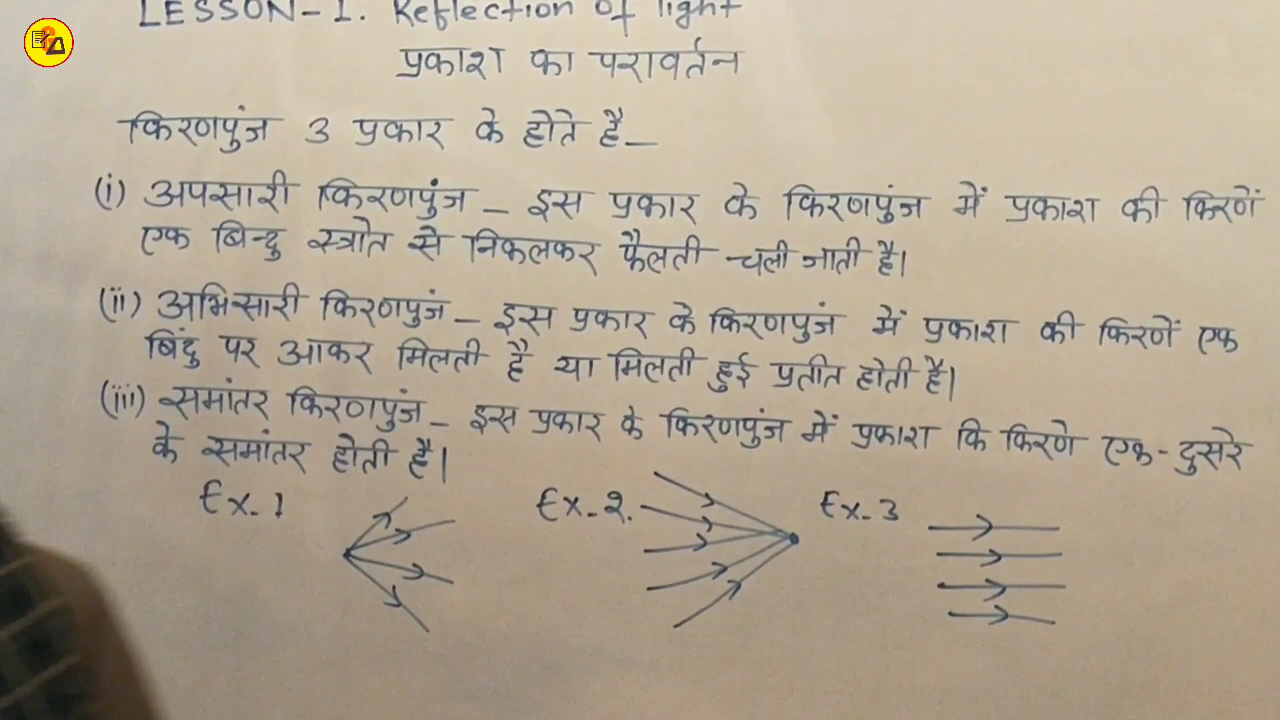 LESSON-1. Reflection of light
प्रकाश का परावर्तन
किरणपुंज 3 प्रकार के होते है_
(i) अपसारी किरणपुंज _ इस प्रकार के किरणपुंज में प्रकाश की किरणें
एक बिन्दु स्त्रोत से निकलकर फैलती चली जाती है।
(ii) अभिसारी किरणपुंज _ इस प्रकार के किरणपुंज में प्रकाश की किरणें एक
बिंदु पर आकर मिलती है या मिलती हुई प्रतीत होती है।
(iii) समांतर किरणपुंज _ इस प्रकार के किरणपुंज में प्रकाश कि किरणे एक-दुसरे
के समांतर होती है।
Ex-1 Ex-2. Ex-3